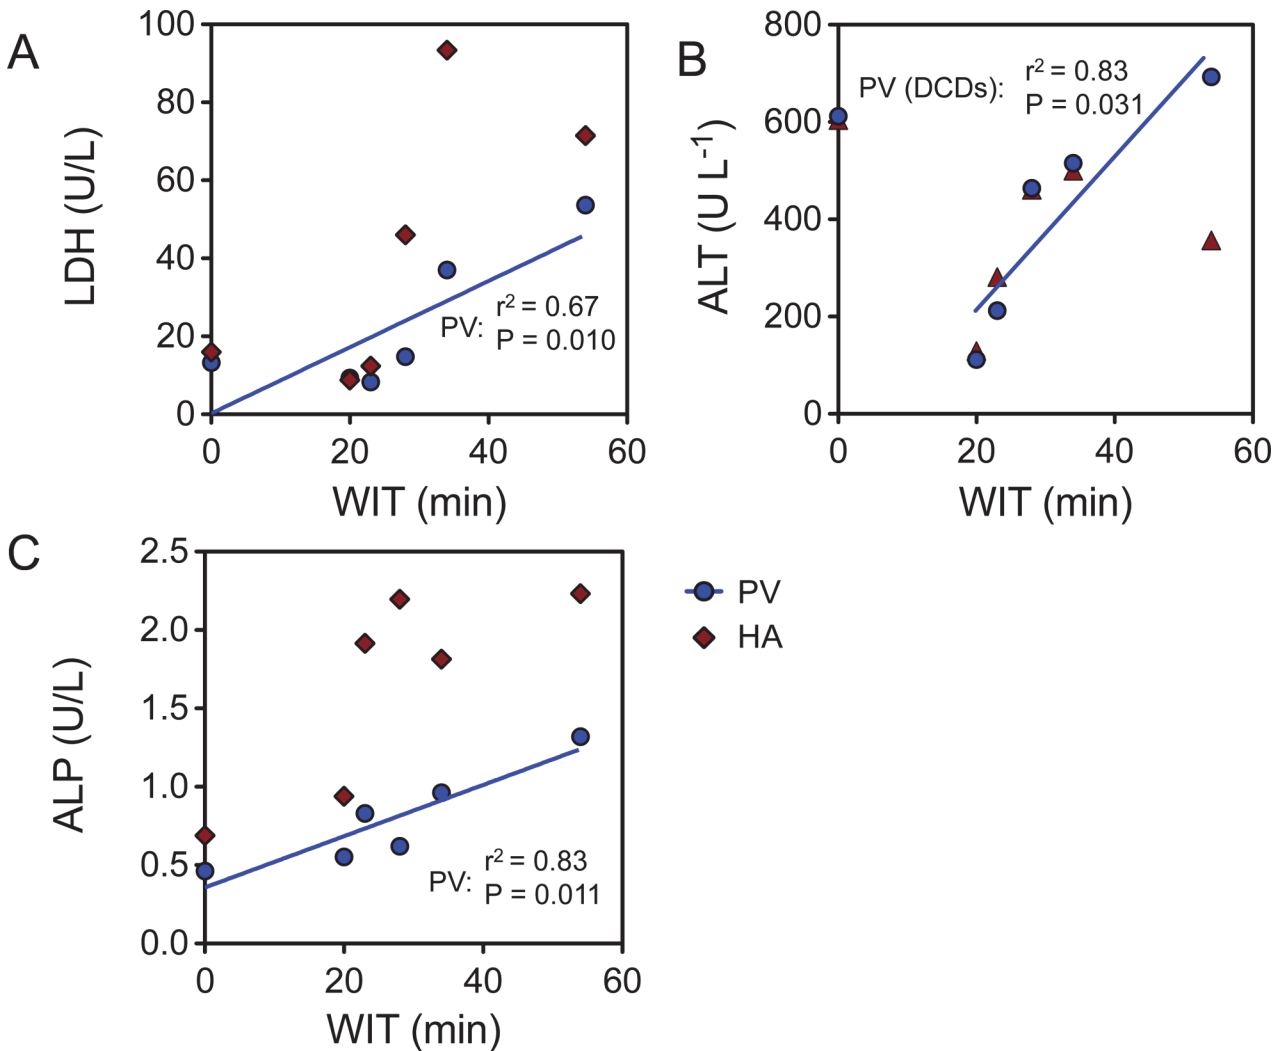 A
LDH (U/L)
100
80
60
40
20
0
0 20 40 60
WIT (min)
PV:
r² = 0.67
P = 0.010
B
ALT (U L⁻¹)
800
600
400
200
0
0 20 40 60
WIT (min)
PV (DCDs):
r² = 0.83
P = 0.031
C
ALP (U/L)
2.5
2.0
1.5
1.0
0.5
0.0
0 20 40 60
WIT (min)
PV:
r² = 0.83
P = 0.011
PV
HA